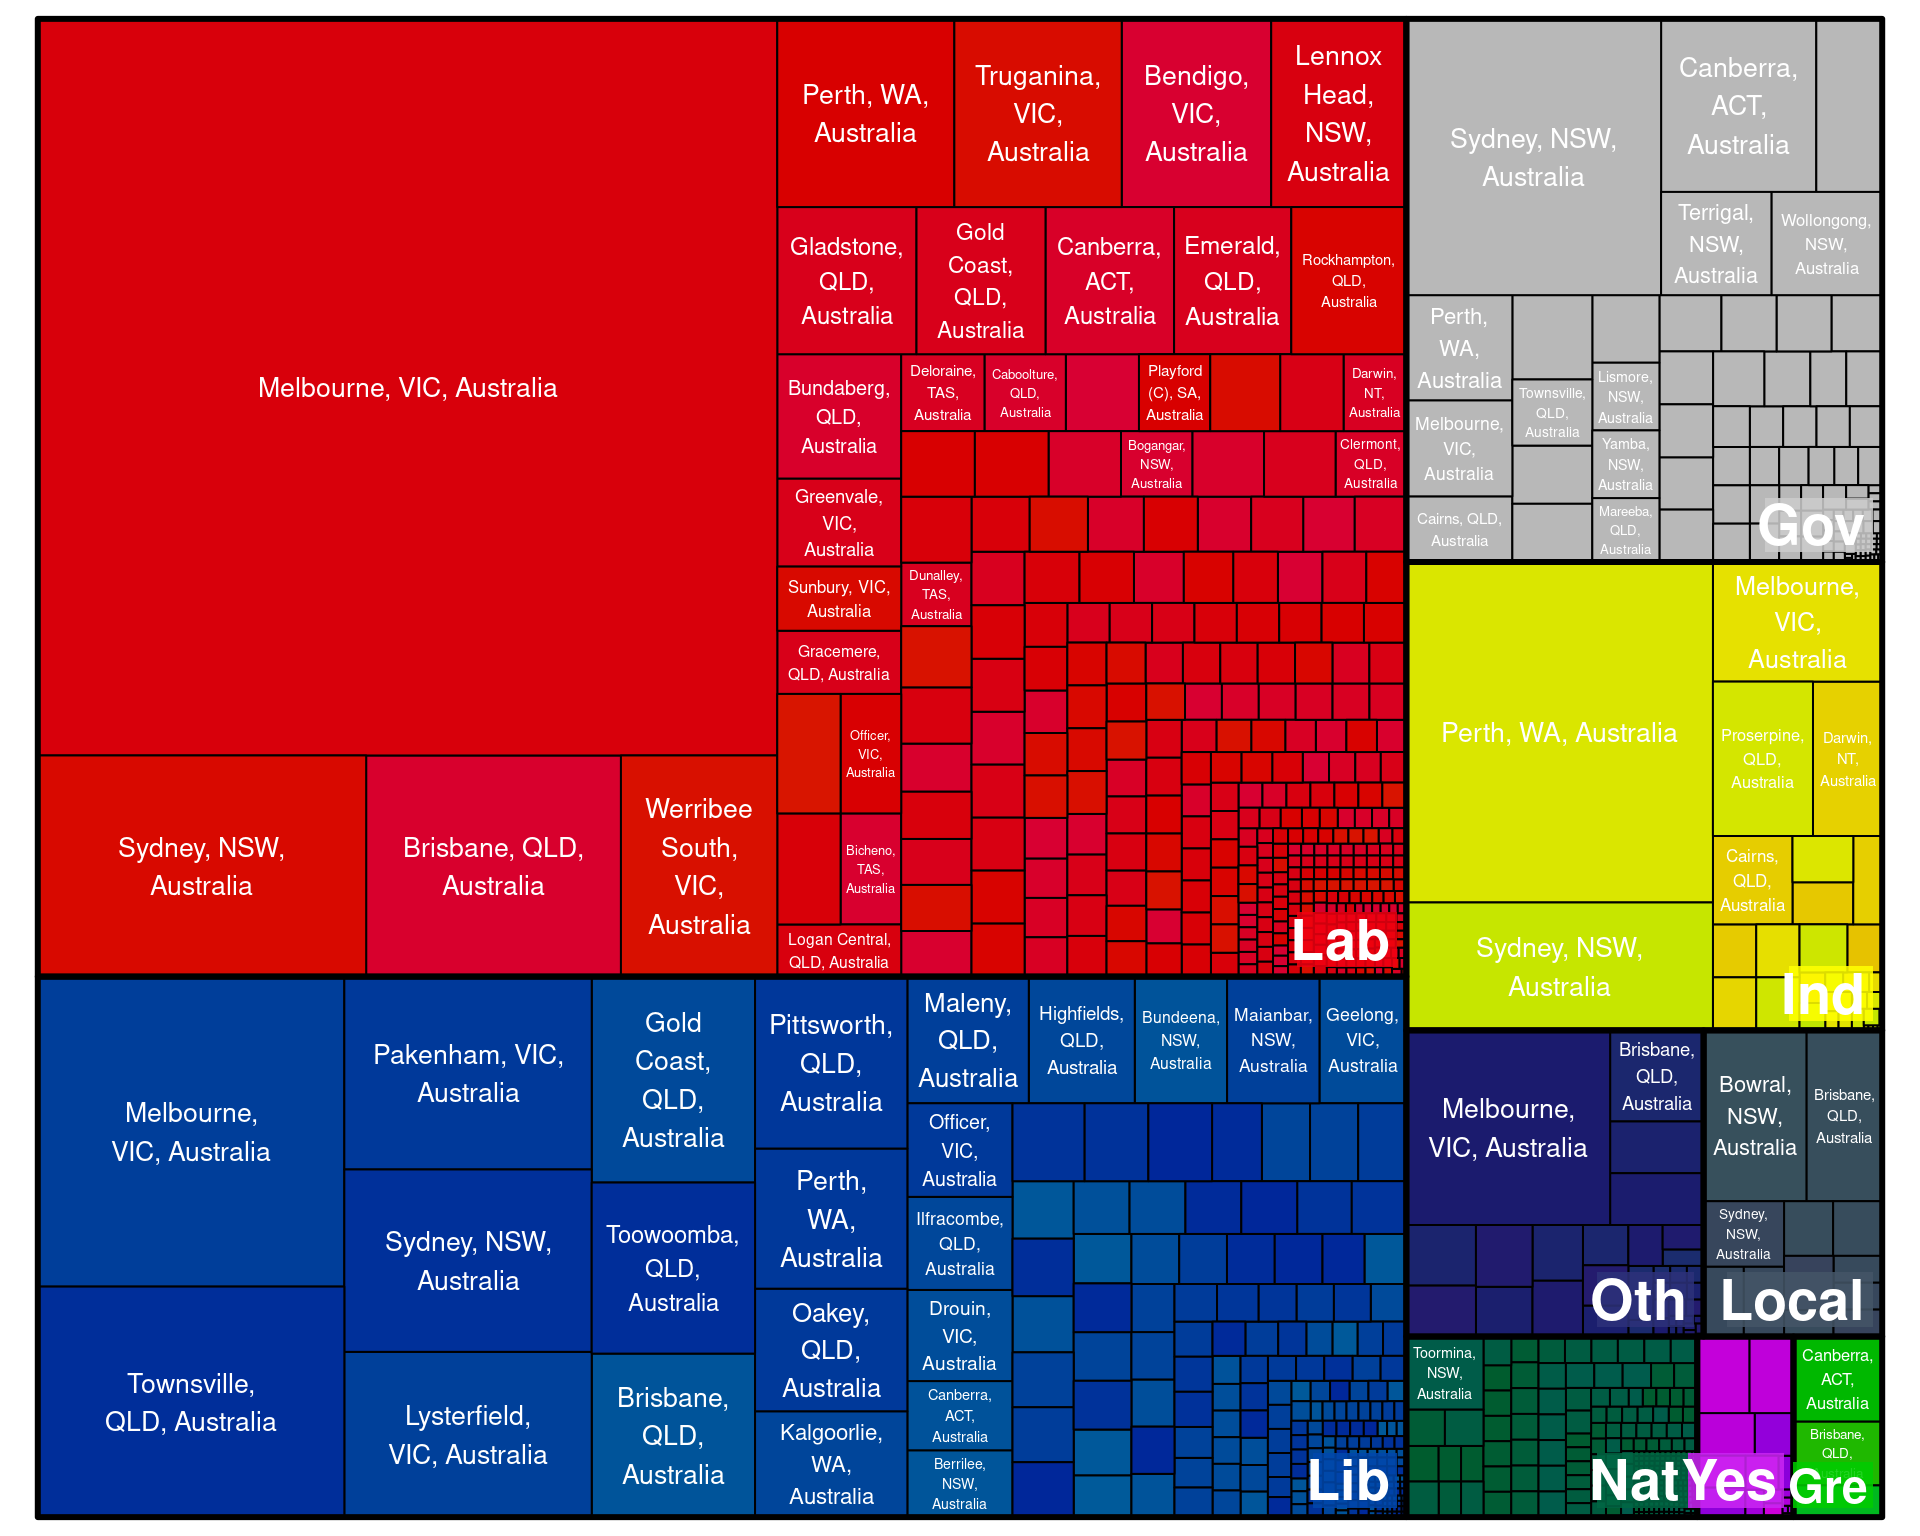 Melbourne, VIC, Australia
Sydney, NSW,
Australia
Brisbane, QLD,
Australia
Werribee
South,
VIC,
Australia
Perth, WA,
Australia
Truganina,
VIC,
Australia
Bendigo,
VIC,
Australia
Lennox
Head,
NSW,
Australia
Gladstone,
QLD,
Australia
Gold
Coast,
QLD,
Australia
Canberra,
ACT,
Australia
Emerald,
QLD,
Australia
Rockhampton,
QLD,
Australia
Bundaberg,
QLD,
Australia
Greenvale,
VIC,
Australia
Sunbury, VIC,
Australia
Gracemere,
QLD, Australia
Officer,
VIC,
Australia
Bicheno,
TAS,
Australia
Logan Central,
QLD, Australia
Deloraine,
TAS,
Australia
Caboolture,
QLD,
Australia
Playford
(C), SA,
Australia
Darwin,
NT,
Australia
Bogangar,
NSW,
Australia
Clermont,
QLD,
Australia
Dunalley,
TAS,
Australia
Lab
Melbourne,
VIC, Australia
Townsville,
QLD, Australia
Pakenham, VIC,
Australia
Sydney, NSW,
Australia
Lysterfield,
VIC, Australia
Gold
Coast,
QLD,
Australia
Toowoomba,
QLD,
Australia
Brisbane,
QLD,
Australia
Pittsworth,
QLD,
Australia
Perth,
WA,
Australia
Oakey,
QLD,
Australia
Kalgoorlie,
WA,
Australia
Maleny,
QLD,
Australia
Highfields,
QLD,
Australia
Bundeena,
NSW,
Australia
Maianbar,
NSW,
Australia
Geelong,
VIC,
Australia
Officer,
VIC,
Australia
Ilfracombe,
QLD,
Australia
Drouin,
VIC,
Australia
Canberra,
ACT,
Australia
Berrilee,
NSW,
Australia
Lib
Sydney, NSW,
Australia
Canberra,
ACT,
Australia
Terrigal,
NSW,
Australia
Wollongong,
NSW,
Australia
Perth,
WA,
Australia
Melbourne,
VIC,
Australia
Cairns, QLD,
Australia
Townsville,
QLD,
Australia
Lismore,
NSW,
Australia
Yamba,
NSW,
Australia
Mareeba,
QLD,
Australia
Gov
Perth, WA, Australia
Sydney, NSW,
Australia
Melbourne,
VIC,
Australia
Proserpine,
QLD,
Australia
Darwin,
NT,
Australia
Cairns,
QLD,
Australia
Ind
Melbourne,
VIC, Australia
Brisbane,
QLD,
Australia
Oth
Bowral,
NSW,
Australia
Brisbane,
QLD,
Australia
Sydney,
NSW,
Australia
Local
Toormina,
NSW,
Australia
Nat
Yes
Canberra,
ACT,
Australia
Brisbane,
QLD,
Gre